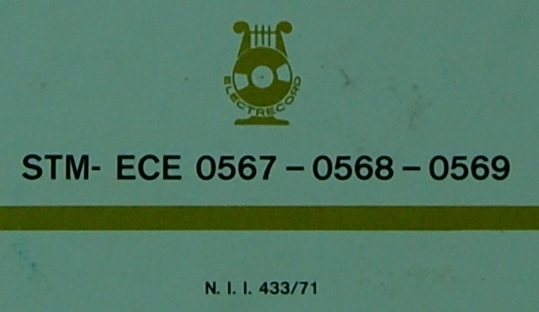 ELECTRECORD
STM- ECE 0567 – 0568 – 0569
N. I. I. 433/71